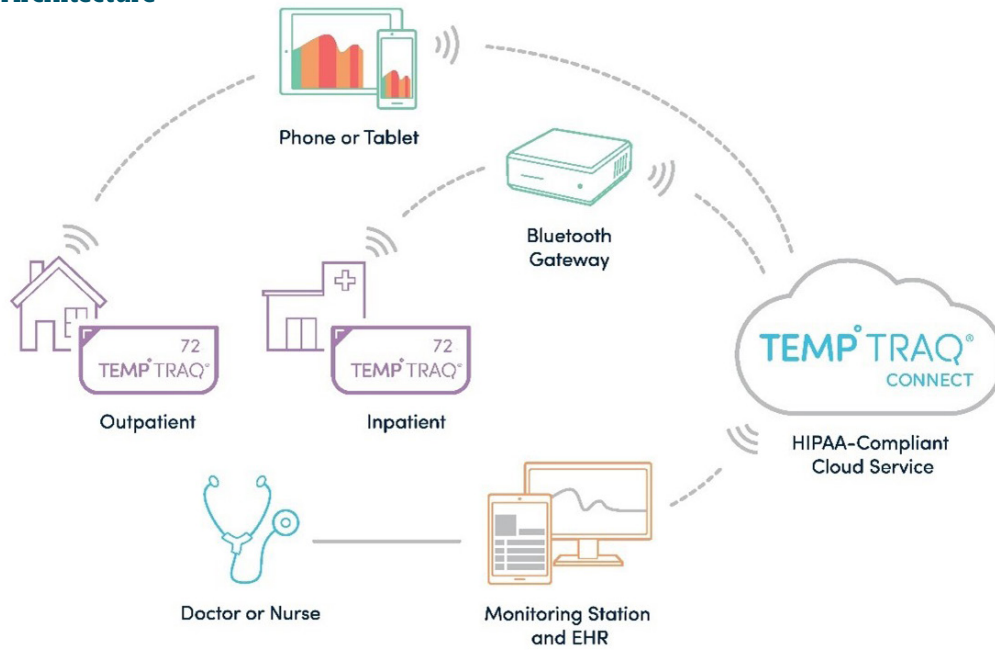 Architecture
Phone or Tablet
Bluetooth
Gateway
72
TEMP°TRAQ®
Outpatient
72
TEMP°TRAQ®
Inpatient
TEMP°TRAQ®
CONNECT
HIPAA-Compliant
Cloud Service
Doctor or Nurse
Monitoring Station
and EHR